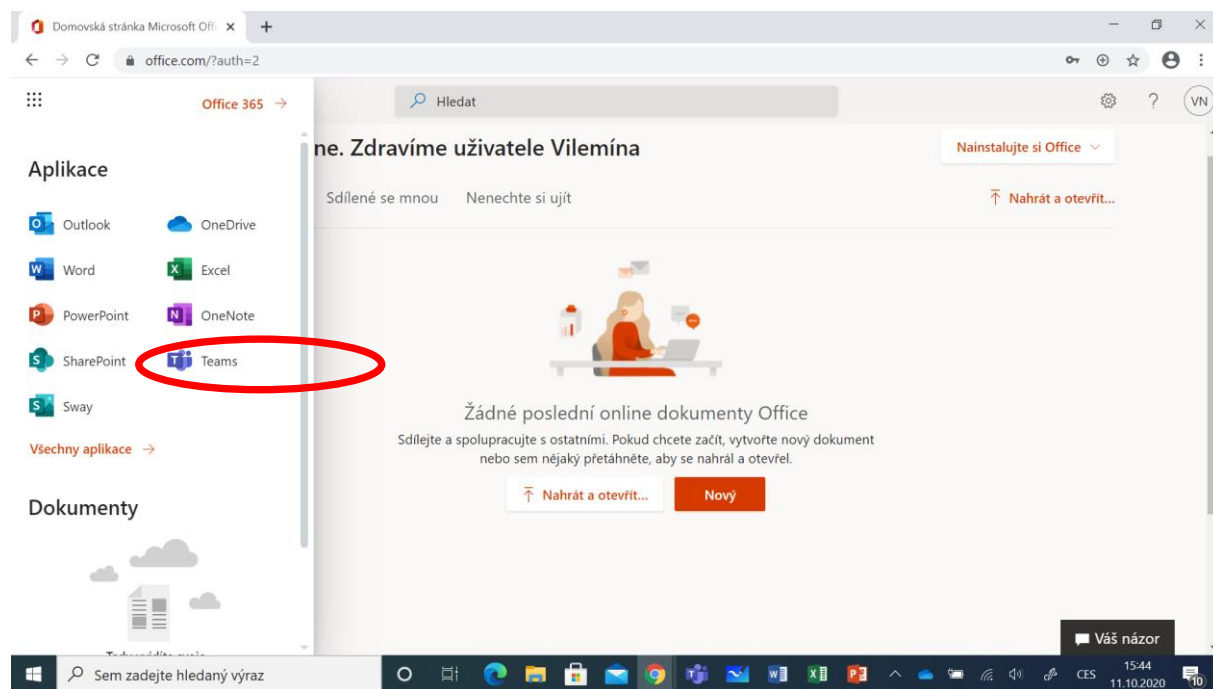 Domovská stránka Microsoft Offi
office.com/?auth=2
Office 365 →
Hledat
VN
ne. Zdravíme uživatele Vilemína
Nainstalujte si Office
Aplikace
Sdílené se mnou Nenechte si ujít
Nahrát a otevřít...
Outlook OneDrive
Word Excel
PowerPoint OneNote
SharePoint Teams
Sway
Všechny aplikace →
Žádné poslední online dokumenty Office
Sdílejte a spolupracujte s ostatními. Pokud chcete začít, vytvořte nový dokument
nebo sem nějaký přetáhněte, aby se nahrál a otevřel.
Nahrát a otevřít... Nový
Dokumenty
Váš názor
Sem zadejte hledaný výraz
CES
15:44
11.10.2020
10